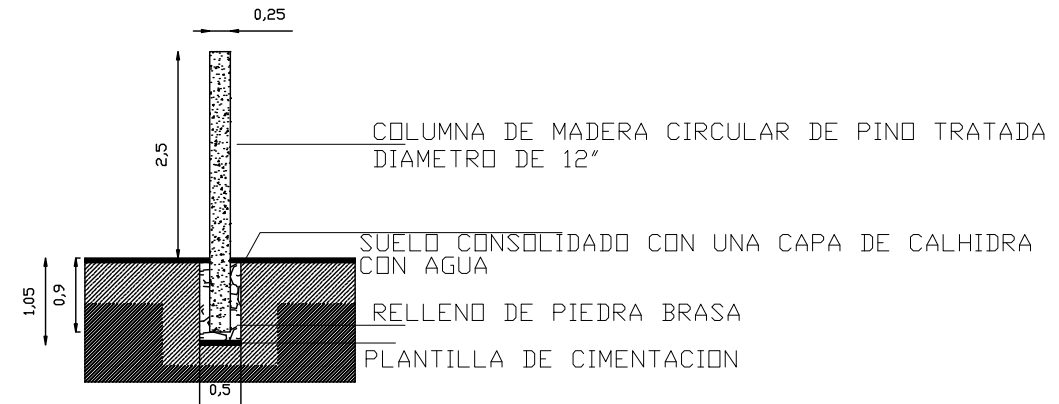 0,25
COLUMNA DE MADERA CIRCULAR DE PINO TRATADA
DIAMETRO DE 12"
2,5
SUELO CONSOLIDADO CON UNA CAPA DE CALHIDRA
CON AGUA
1,05
0,9
RELLENO DE PIEDRA BRASA
PLANTILLA DE CIMENTACION
0,5